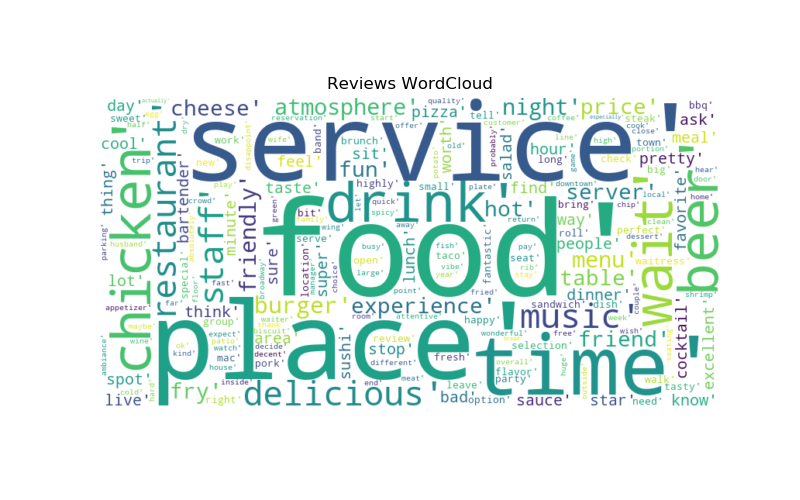 Reviews WordCloud
day'
cheese'
atmosphere'
pizza'
quality'
tell'
night'
price'
bbq'
sweet'
egg'
reservation'
start'
offer'
customer'
coffee'
especially'
steak'
ask'
half'
dry'
work'
wife'
disappoint'
band'
brunch'
worth'
service'
salad'
probably'
hour'
line'
high'
cook'
close'
town'
meal'
cool'
new'
feel'
sit'
potato'
old'
long'
game'
check'
portion'
pretty'
trip'
fun'
chicken'
restaurant'
bartender'
thing'
play'
taste'
highly'
small'
plate'
find'
downtown'
server'
big'
hear'
door'
local'
home'
favorite'
crowd'
green'
quick'
spicy'
drink'
hot'
bring'
chip'
clean'
staff'
minute'
friendly'
bit'
family'
wing'
away'
return'
way'
perfect'
parking'
husband'
absolutely'
sure'
super'
serve'
location'
busy'
lunch'
fish'
taco'
fantastic'
pay'
seat'
people'
menu'
waitress'
wait'
beer'
lot'
special'
floor'
fast'
broadway'
manager'
choice'
open'
large'
vibe'
year'
food'
rib'
stay'
table'
dessert'
appetizer'
far'
think'
burger'
experience'
point'
fried'
dinner'
dish'
sandwich'
couple'
shrimp'
maybe'
group'
waiter'
room'
attentive'
happy'
music'
week'
wine'
expect'
patio'
thank'
biscuit'
area'
review'
place'
wonderful'
free'
wish'
friend'
cocktail'
excellent'
ambiance'
ok'
kind'
watch'
mac'
house'
decide'
decent'
pork'
sushi'
stop'
different'
fresh'
time'
selection'
overall'
flavor'
huge'
outside'
seating'
spot'
cold'
hard'
fry'
inside'
end'
meat'
leave'
party'
walk'
tasty'
live'
right'
delicious'
let'
bad'
option'
sauce'
star'
need'
know'